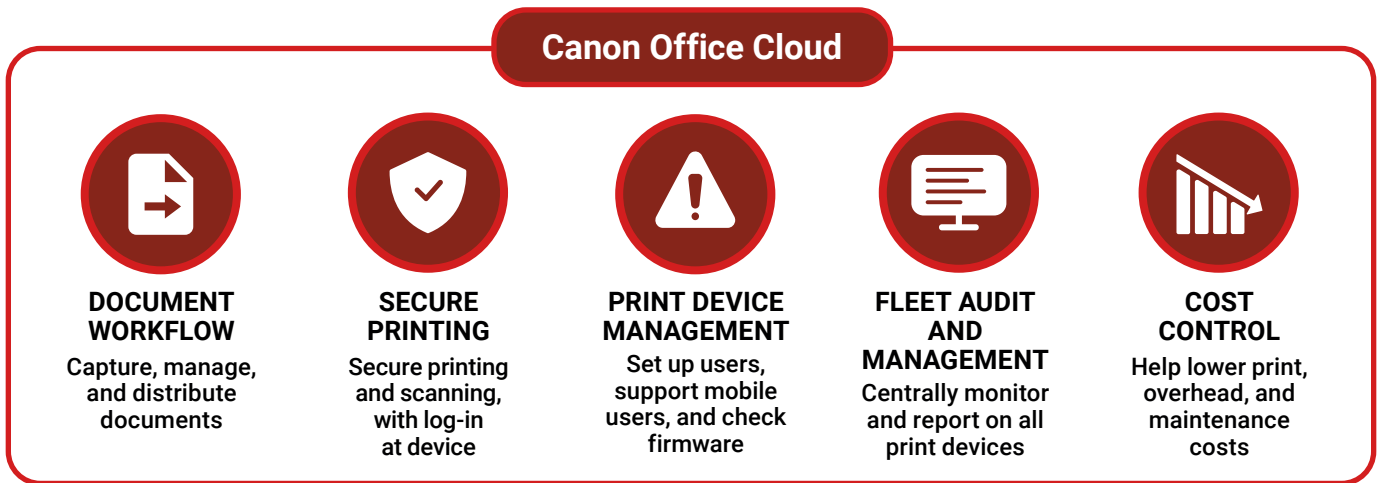 Canon Office Cloud
DOCUMENT
WORKFLOW
Capture, manage,
and distribute
documents
SECURE
PRINTING
Secure printing
and scanning,
with log-in
at device
PRINT DEVICE
MANAGEMENT
Set up users,
support mobile
users, and check
firmware
FLEET AUDIT
AND
MANAGEMENT
Centrally monitor
and report on all
print devices
COST
CONTROL
Help lower print,
overhead, and
maintenance
costs